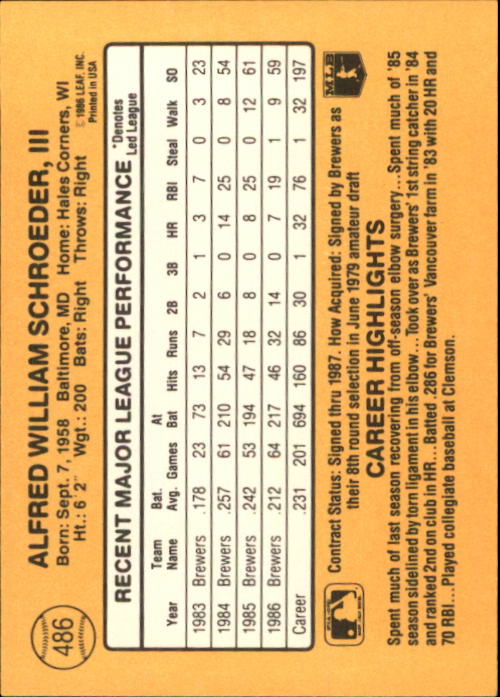 486
ALFRED WILLIAM SCHROEDER, III
Born: Sept. 7, 1958 Baltimore, MD Home: Hales Corners, WI
Ht.: 6'2" Wgt.: 200 Bats: Right Throws: Right
© 1986 LEAF, INC.
Printed in USA
RECENT MAJOR LEAGUE PERFORMANCE
*Denotes
Led League
Year Team Name Bat. Avg. Games At Bat Hits Runs 2B 3B HR RBI Steal Walk SO
1983 Brewers .178 23 73 13 7 2 1 3 7 0 3 23
1984 Brewers .257 61 210 54 29 6 0 14 25 0 8 54
1985 Brewers .242 53 194 47 18 8 0 8 25 0 12 61
1986 Brewers .212 64 217 46 32 14 0 7 19 1 9 59
Career .231 201 694 160 86 30 1 32 76 1 32 197
Contract Status: Signed thru 1987. How Acquired: Signed by Brewers as
their 8th round selection in June 1979 amateur draft
MLB
CAREER HIGHLIGHTS
Spent much of last season recovering from off-season elbow surgery...Spent much of '85
season sidelined by torn ligament in his elbow...Took over as Brewers' 1st string catcher in '84
and ranked 2nd on club in HR...Batted .286 for Brewers' Vancouver farm in '83 with 20 HR and
70 RBI...Played collegiate baseball at Clemson.